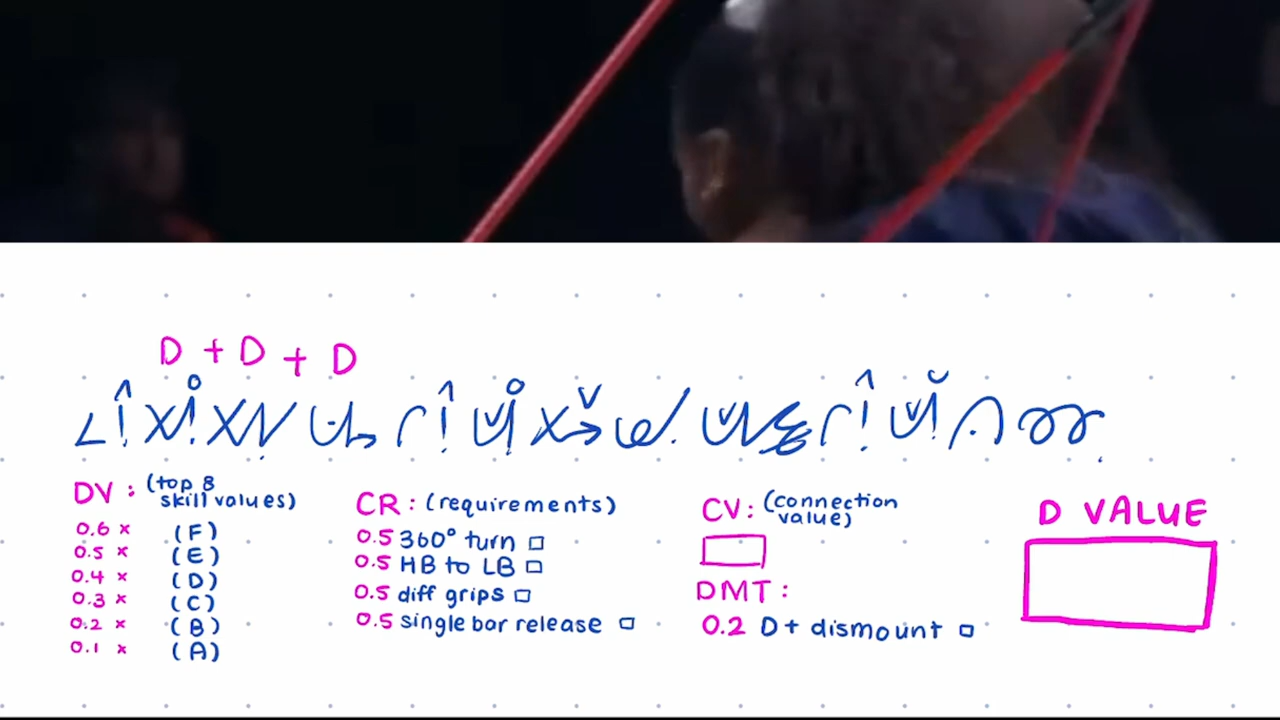 D + D + D
DV: (top 8 skill values)
0.6 x (F)
0.5 x (E)
0.4 x (D)
0.3 x (C)
0.2 x (B)
0.1 x (A)
CR: (requirements)
0.5 360° turn □
0.5 HB to LB □
0.5 diff grips □
0.5 single bar release □
CV: (connection value)
DMT:
0.2 D+ dismount □
D VALUE